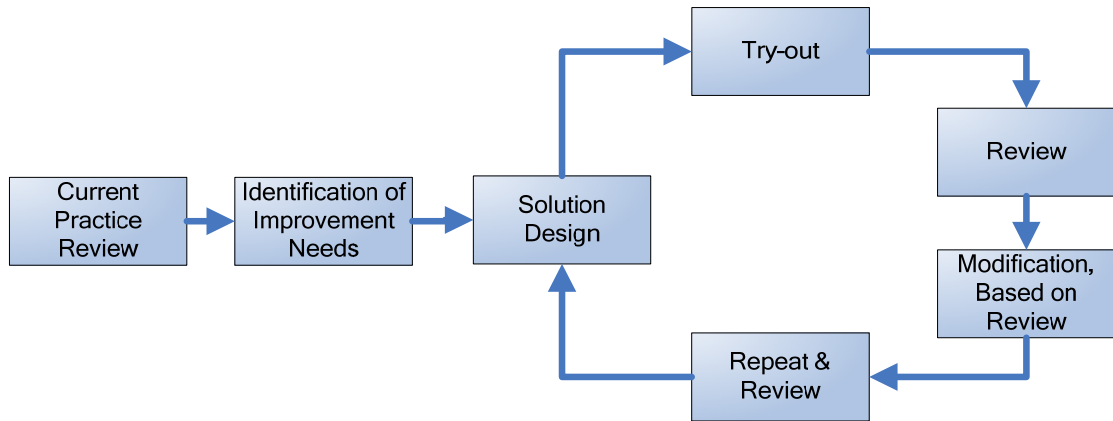 Current
Practice
Review
Identification of
Improvement
Needs
Solution
Design
Try-out
Review
Modification,
Based on
Review
Repeat &
Review